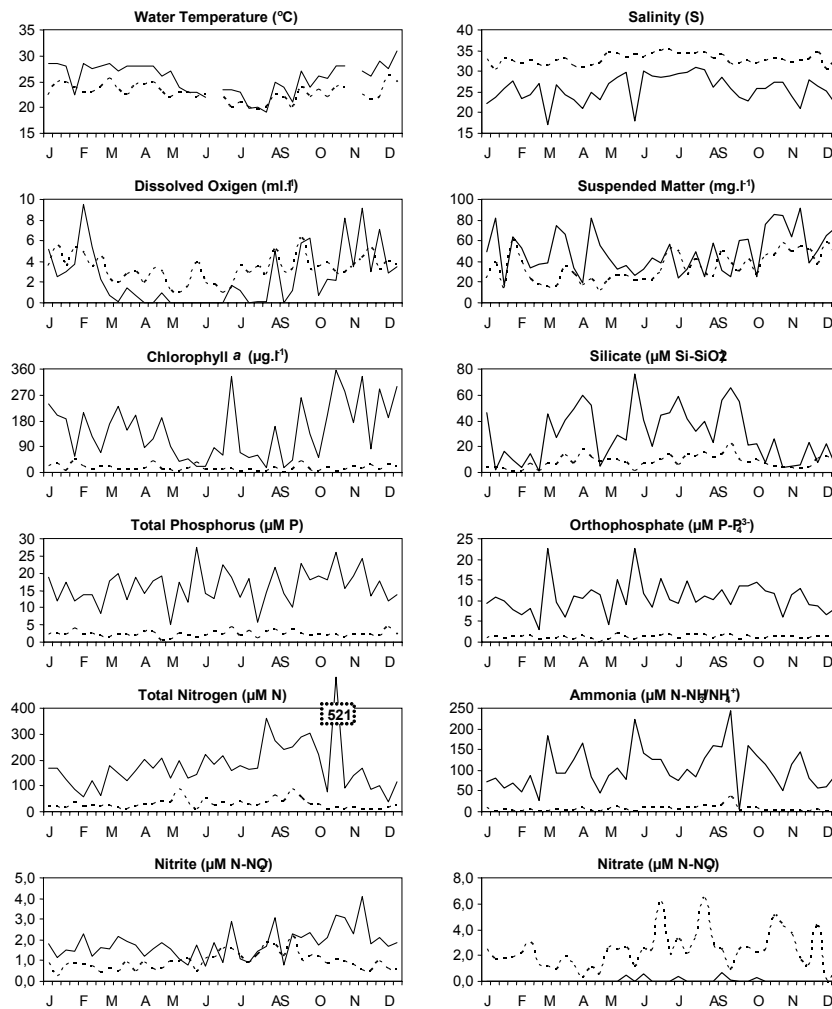 Water Temperature (°C)
35
30
25
20
15
J F M A M J J AS O N D
Salinity (S)
40
35
30
25
20
15
J F M A M J J AS O N D
Dissolved Oxigen (ml.l⁻¹)
10
8
6
4
2
0
J F M A M J J AS O N D
Suspended Matter (mg.l⁻¹)
100
80
60
40
20
0
J F M A M J J AS O N D
Chlorophyll a (µg.l⁻¹)
360
270
180
90
0
J F M A M J J AS O N D
Silicate (µM Si-SiO2)
80
60
40
20
0
J F M A M J J AS O N D
Total Phosphorus (µM P)
30
25
20
15
10
5
0
J F M A M J J AS O N D
Orthophosphate (µM P-P₄³⁻)
25
20
15
10
5
0
J F M A M J J AS O N D
Total Nitrogen (µM N)
521
400
300
200
100
0
J F M A M J J AS O N D
Ammonia (µM N-NH₃/NH₄⁺)
250
200
150
100
50
0
J F M A M J J AS O N D
Nitrite (µM N-NO₂)
5,0
4,0
3,0
2,0
1,0
0,0
J F M A M J J AS O N D
Nitrate (µM N-NO₃)
8,0
6,0
4,0
2,0
0,0
J F M A M J J AS O N D